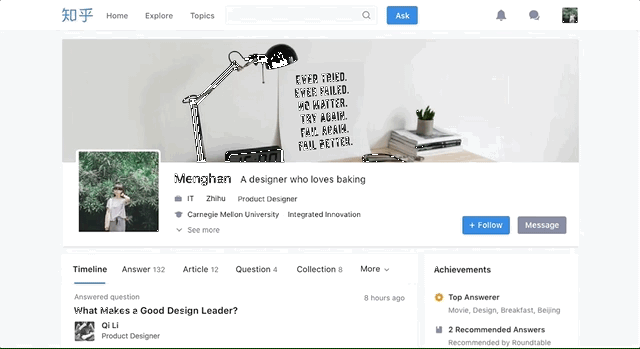 知乎 Home Explore Topics Ask
EVER TRIED.
EVER FAILED.
NO MATTER.
TRY AGAIN.
FAIL AGAIN.
FAIL BETTER.
Menghan A designer who loves baking
IT Zhihu Product Designer
Carnegie Mellon University Integrated Innovation
See more
+ Follow Message
Timeline Answer 132 Article 12 Question 4 Collection 8 More
Answered question 8 hours ago
What Makes a Good Design Leader?
Qi Li
Product Designer
Achievements
Top Answerer
Movie, Design, Breakfast, Beijing
2 Recommended Answers
Recommended by Roundtable